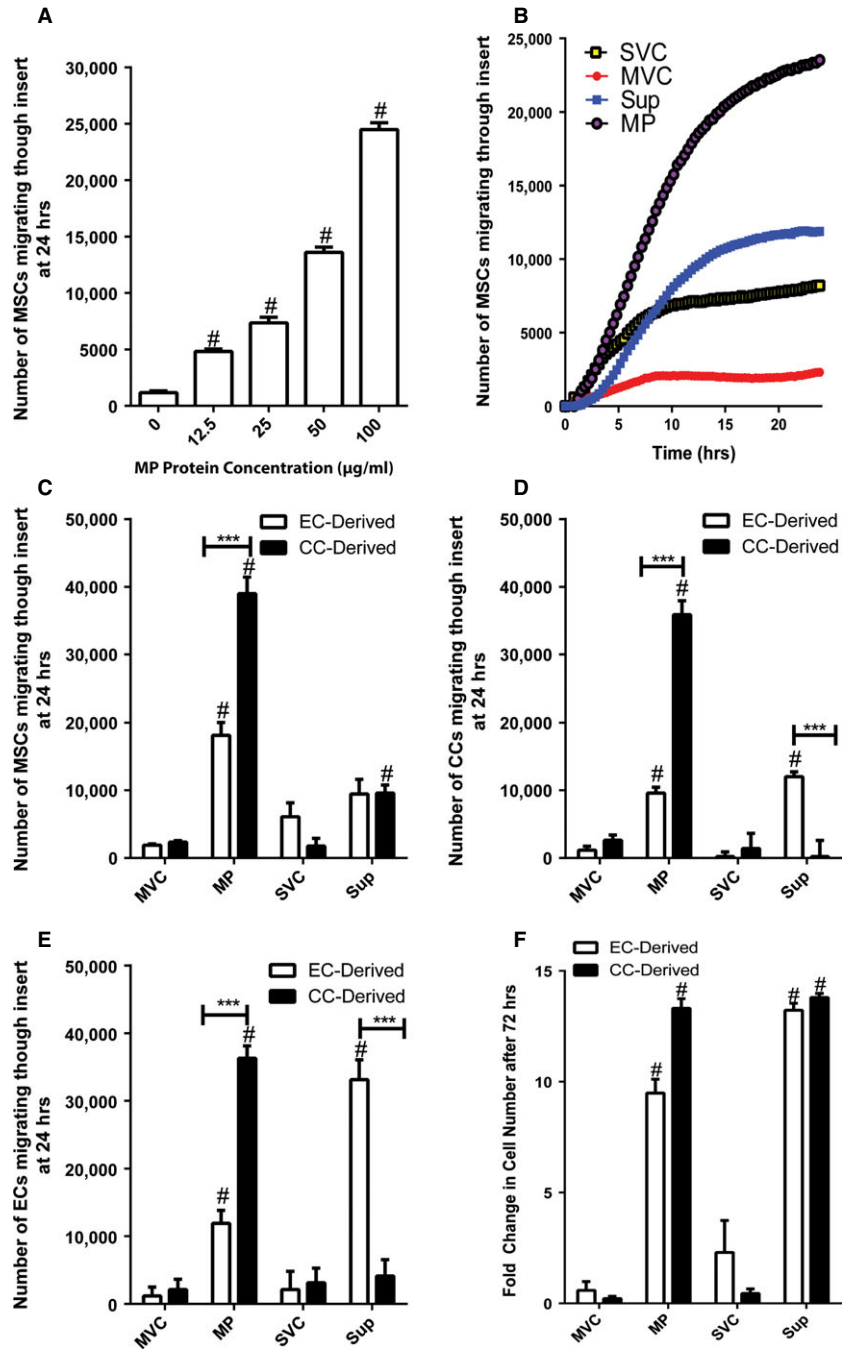 A
Number of MSCs migrating though insert
at 24 hrs
30,000
25,000
20,000
15,000
10,000
5000
0
#
#
#
#
0
12.5
25
50
100
MP Protein Concentration (µg/ml)
B
Number of MSCs migrating through insert
25,000
20,000
15,000
10,000
5000
0
SVC
MVC
Sup
MP
0
5
10
15
20
Time (hrs)
C
Number of MSCs migrating though insert
at 24 hrs
50,000
40,000
30,000
20,000
10,000
0
EC-Derived
CC-Derived
***
#
#
#
MVC
MP
SVC
Sup
D
Number of CCs migrating though insert
at 24 hrs
50,000
40,000
30,000
20,000
10,000
0
EC-Derived
CC-Derived
***
#
#
***
#
MVC
MP
SVC
Sup
E
Number of ECs migrating though insert
at 24 hrs
50,000
40,000
30,000
20,000
10,000
0
EC-Derived
CC-Derived
***
#
#
***
#
MVC
MP
SVC
Sup
F
Fold Change in Cell Number after 72 hrs
15
10
5
0
EC-Derived
CC-Derived
#
#
#
#
MVC
MP
SVC
Sup